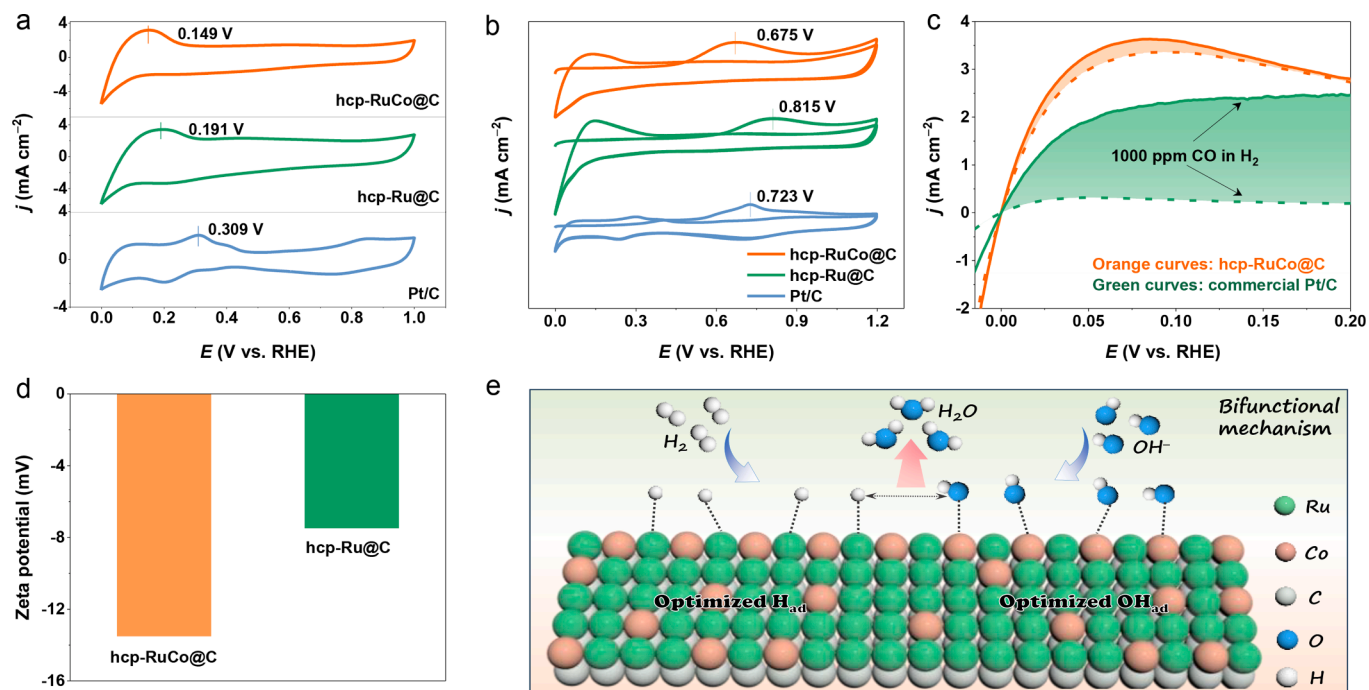 a
j (mA cm⁻²)
4
0
-4
0.149 V
hcp-RuCo@C
4
0
-4
0.191 V
hcp-Ru@C
4
0
-4
0.309 V
Pt/C
0.0 0.2 0.4 0.6 0.8 1.0
E (V vs. RHE)
b
j (mA cm⁻²)
0.675 V
0.815 V
0.723 V
hcp-RuCo@C
hcp-Ru@C
Pt/C
0.0 0.3 0.6 0.9 1.2
E (V vs. RHE)
c
j (mA cm⁻²)
4
3
2
1
0
-1
-2
1000 ppm CO in H₂
Orange curves: hcp-RuCo@C
Green curves: commercial Pt/C
0.00 0.05 0.10 0.15 0.20
E (V vs. RHE)
d
Zeta potential (mV)
0
-4
-8
-12
-16
hcp-RuCo@C
hcp-Ru@C
e
H₂
H₂O
OH⁻
Bifunctional
mechanism
Optimized H_ad
Optimized OH_ad
Ru
Co
C
O
H